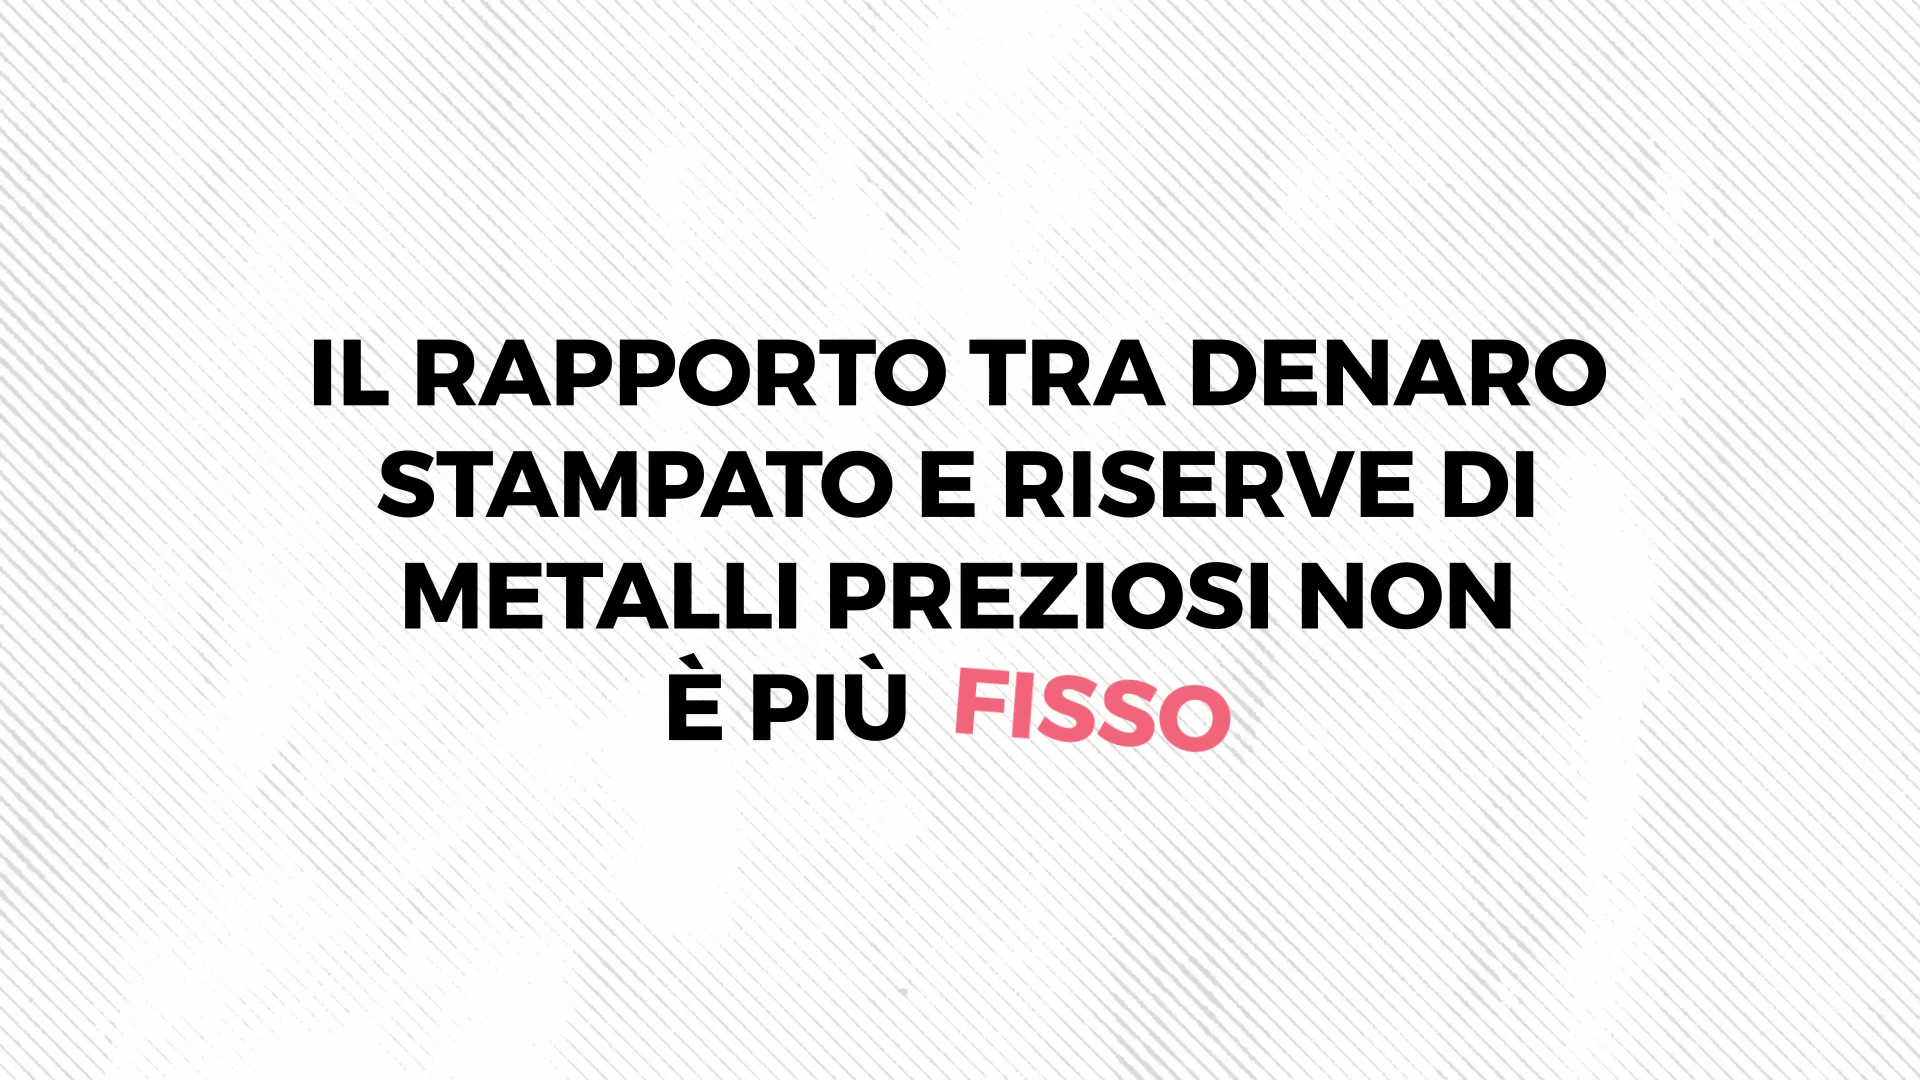 IL RAPPORTO TRA DENARO
STAMPATO E RISERVE DI
METALLI PREZIOSI NON
È PIÙ FISSO